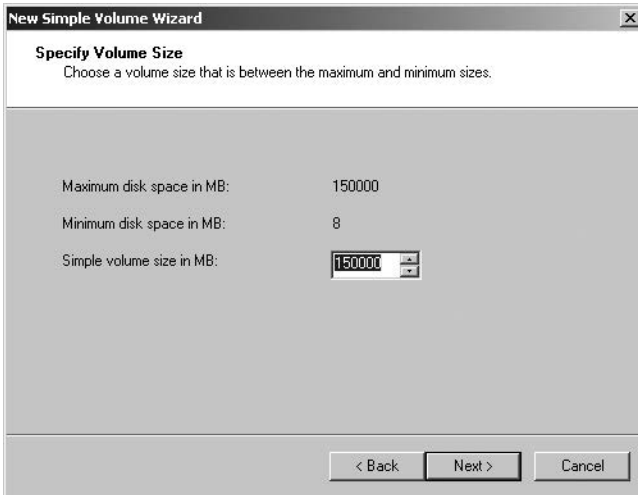 New Simple Volume Wizard
Specify Volume Size
Choose a volume size that is between the maximum and minimum sizes.
Maximum disk space in MB: 150000
Minimum disk space in MB: 8
Simple volume size in MB: 150000
< Back Next > Cancel